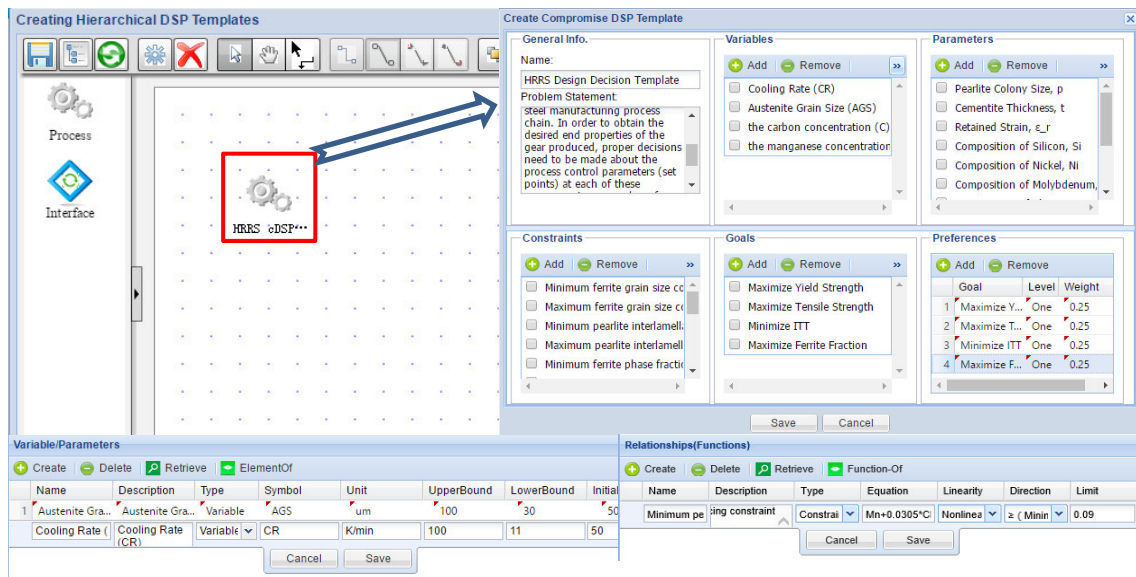 Creating Hierarchical DSP Templates
Process
Interface
HRRS cDSP...
Create Compromise DSP Template
General Info.
Name:
HRRS Design Decision Template
Problem Statement:
steel manufacturing process
chain. In order to obtain the
desired end properties of the
gear produced, proper decisions
need to be made about the
process control parameters (set
points) at each of these
Variables
Add Remove »
Cooling Rate (CR)
Austenite Grain Size (AGS)
the carbon concentration (C)
the manganese concentration
Parameters
Add Remove »
Pearlite Colony Size, p
Cementite Thickness, t
Retained Strain, ε_r
Composition of Silicon, Si
Composition of Nickel, Ni
Composition of Molybdenum,
Constraints
Add Remove »
Minimum ferrite grain size cc
Maximum ferrite grain size c
Minimum pearlite interlamell
Maximum pearlite interlamell
Minimum ferrite phase fractic
Goals
Add Remove »
Maximize Yield Strength
Maximize Tensile Strength
Minimize ITT
Maximize Ferrite Fraction
Preferences
Add Remove
Goal Level Weight
1 Maximize Y... One 0.25
2 Maximize T... One 0.25
3 Minimize ITT One 0.25
4 Maximize F... One 0.25
Save Cancel
Variable/Parameters
Create Delete Retrieve ElementOf
Name Description Type Symbol Unit UpperBound LowerBound Initial
1 Austenite Gra... Austenite Gra... Variable AGS um 100 30 50
Cooling Rate ( Cooling Rate Variable CR K/min 100 11 50
(CR)
Cancel Save
Relationships(Functions)
Create Delete Retrieve Function-Of
Name Description Type Equation Linearity Direction Limit
Minimum pe cing constraint Constrai Mn+0.0305*C Nonlinea ≥ ( Minin 0.09
Cancel Save